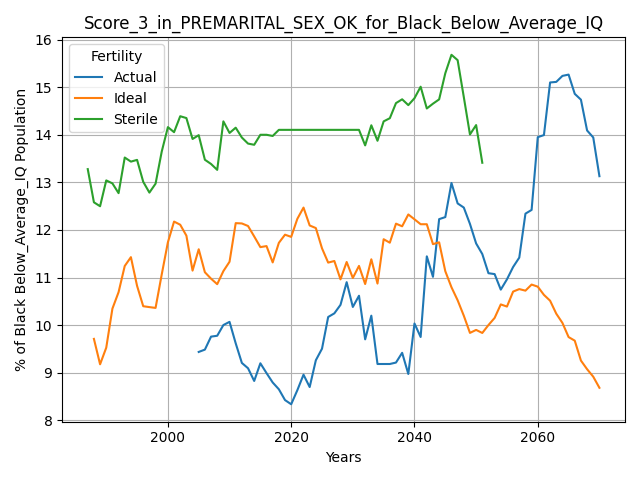 Score_3_in_PREMARITAL_SEX_OK_for_Black_Below_Average_IQ
% of Black Below_Average_IQ Population
16
15
14
13
12
11
10
9
8
Fertility
Actual
Ideal
Sterile
2000
2020
2040
2060
Years